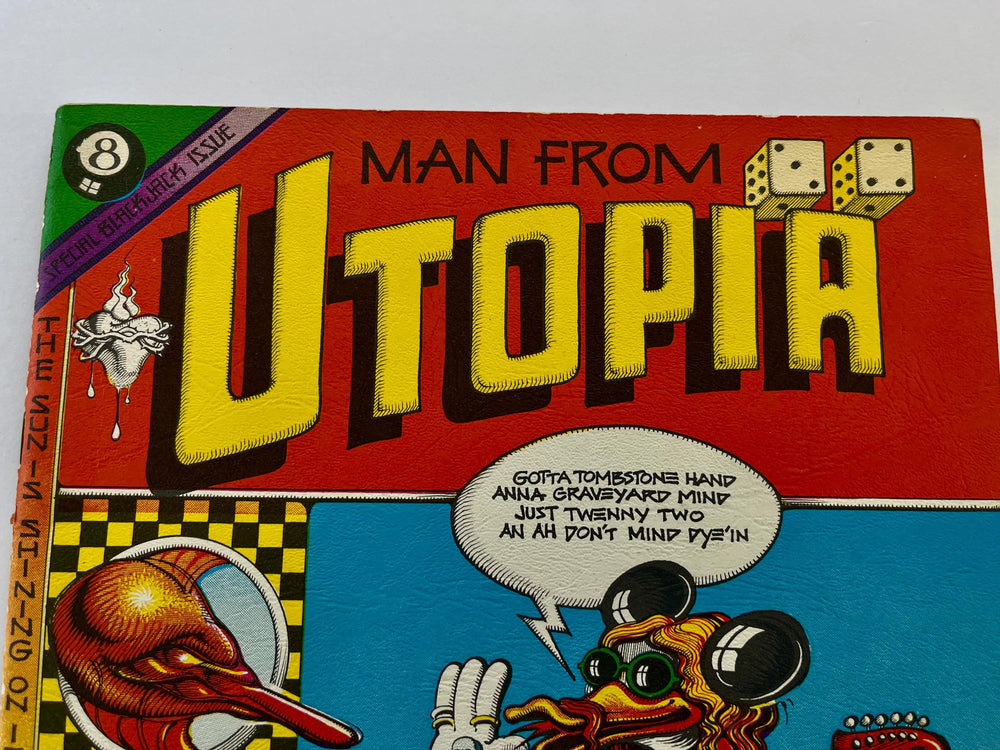 8
SPECIAL BLACKJACK ISSUE
MAN FROM
UTOPIA
THE SUN IS SHINING ON
GOTTA TOMBSTONE HAND
ANNA GRAVEYARD MIND
JUST TWENNY TWO
AN AH DON'T MIND DYE'IN